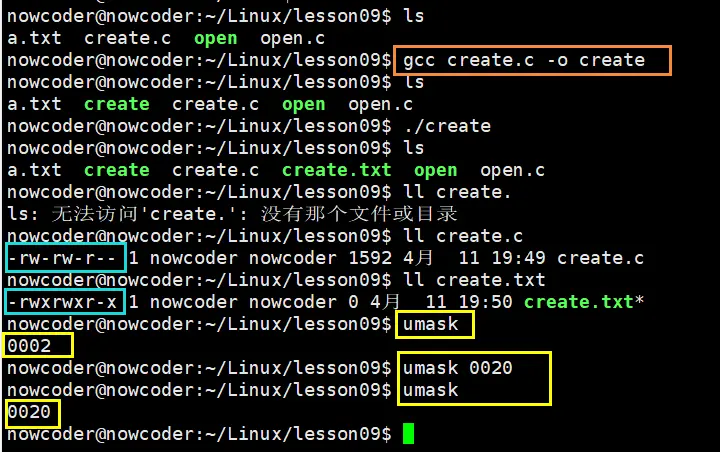 nowcoder@nowcoder:~/Linux/lesson09$ ls
a.txt  create.c  open  open.c
nowcoder@nowcoder:~/Linux/lesson09$ gcc create.c -o create
nowcoder@nowcoder:~/Linux/lesson09$ ls
a.txt  create  create.c  open  open.c
nowcoder@nowcoder:~/Linux/lesson09$ ./create
nowcoder@nowcoder:~/Linux/lesson09$ ls
a.txt  create  create.c  create.txt  open  open.c
nowcoder@nowcoder:~/Linux/lesson09$ ll create.
ls: 无法访问'create.': 没有那个文件或目录
nowcoder@nowcoder:~/Linux/lesson09$ ll create.c
-rw-rw-r-- 1 nowcoder nowcoder 1592 4月  11 19:49 create.c
nowcoder@nowcoder:~/Linux/lesson09$ ll create.txt
-rwxrwxr-x 1 nowcoder nowcoder 0 4月  11 19:50 create.txt*
nowcoder@nowcoder:~/Linux/lesson09$ umask
0002
nowcoder@nowcoder:~/Linux/lesson09$ umask 0020
nowcoder@nowcoder:~/Linux/lesson09$ umask
0020
nowcoder@nowcoder:~/Linux/lesson09$